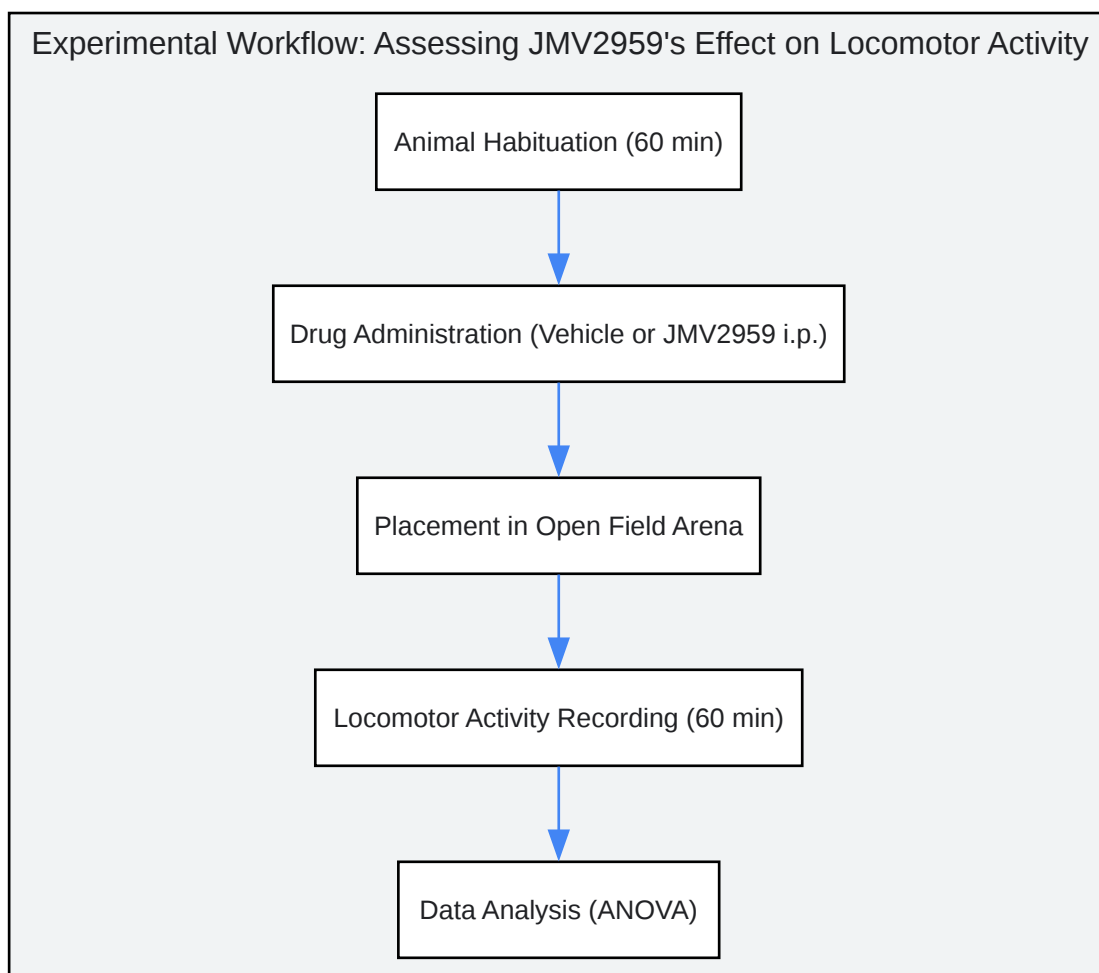 Experimental Workflow: Assessing JMV2959's Effect on Locomotor Activity
Animal Habituation (60 min)
Drug Administration (Vehicle or JMV2959 i.p.)
Placement in Open Field Arena
Locomotor Activity Recording (60 min)
Data Analysis (ANOVA)